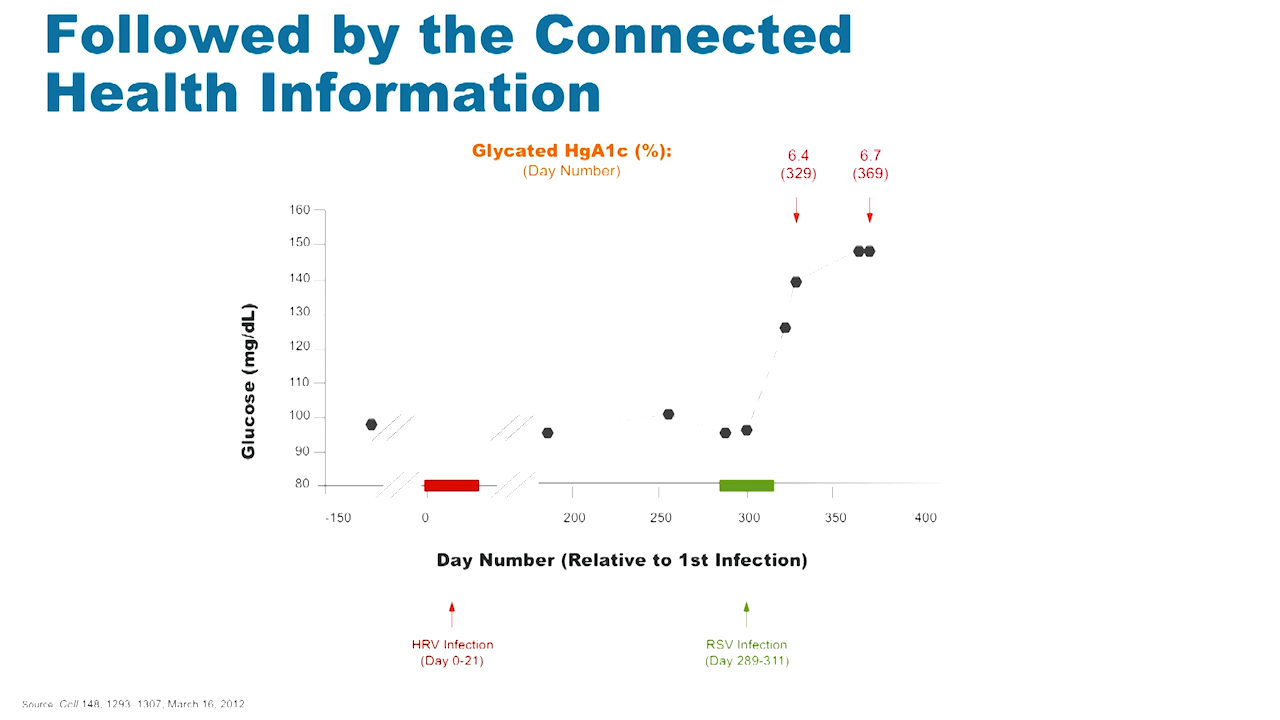 Followed by the Connected
Health Information
Glycated HgA1c (%):
(Day Number)
6.4
(329)
6.7
(369)
Glucose (mg/dL)
160
150
140
130
120
110
100
90
80
-150
0
200
250
300
350
400
Day Number (Relative to 1st Infection)
HRV Infection
(Day 0-21)
RSV Infection
(Day 289-311)
Source. Cell 148, 1293–1307, March 16, 2012